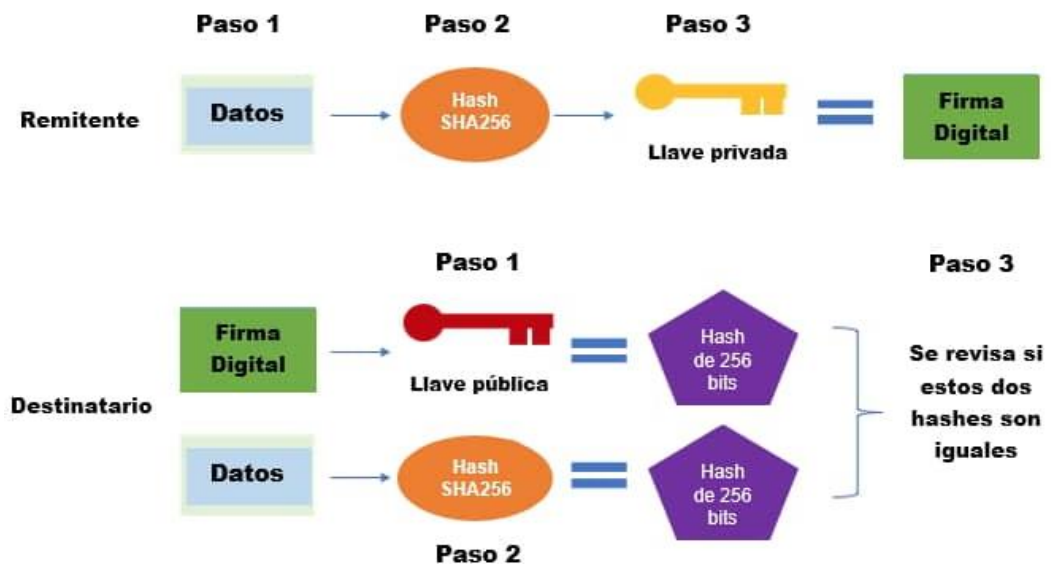 Paso 1
Paso 2
Paso 3
Remitente
Datos
Hash
SHA256
Llave privada
Firma
Digital
Paso 1
Paso 3
Destinatario
Firma
Digital
Llave pública
Hash
de 256
bits
Datos
Hash
SHA256
Paso 2
Hash
de 256
bits
Se revisa si
estos dos
hashes son
iguales